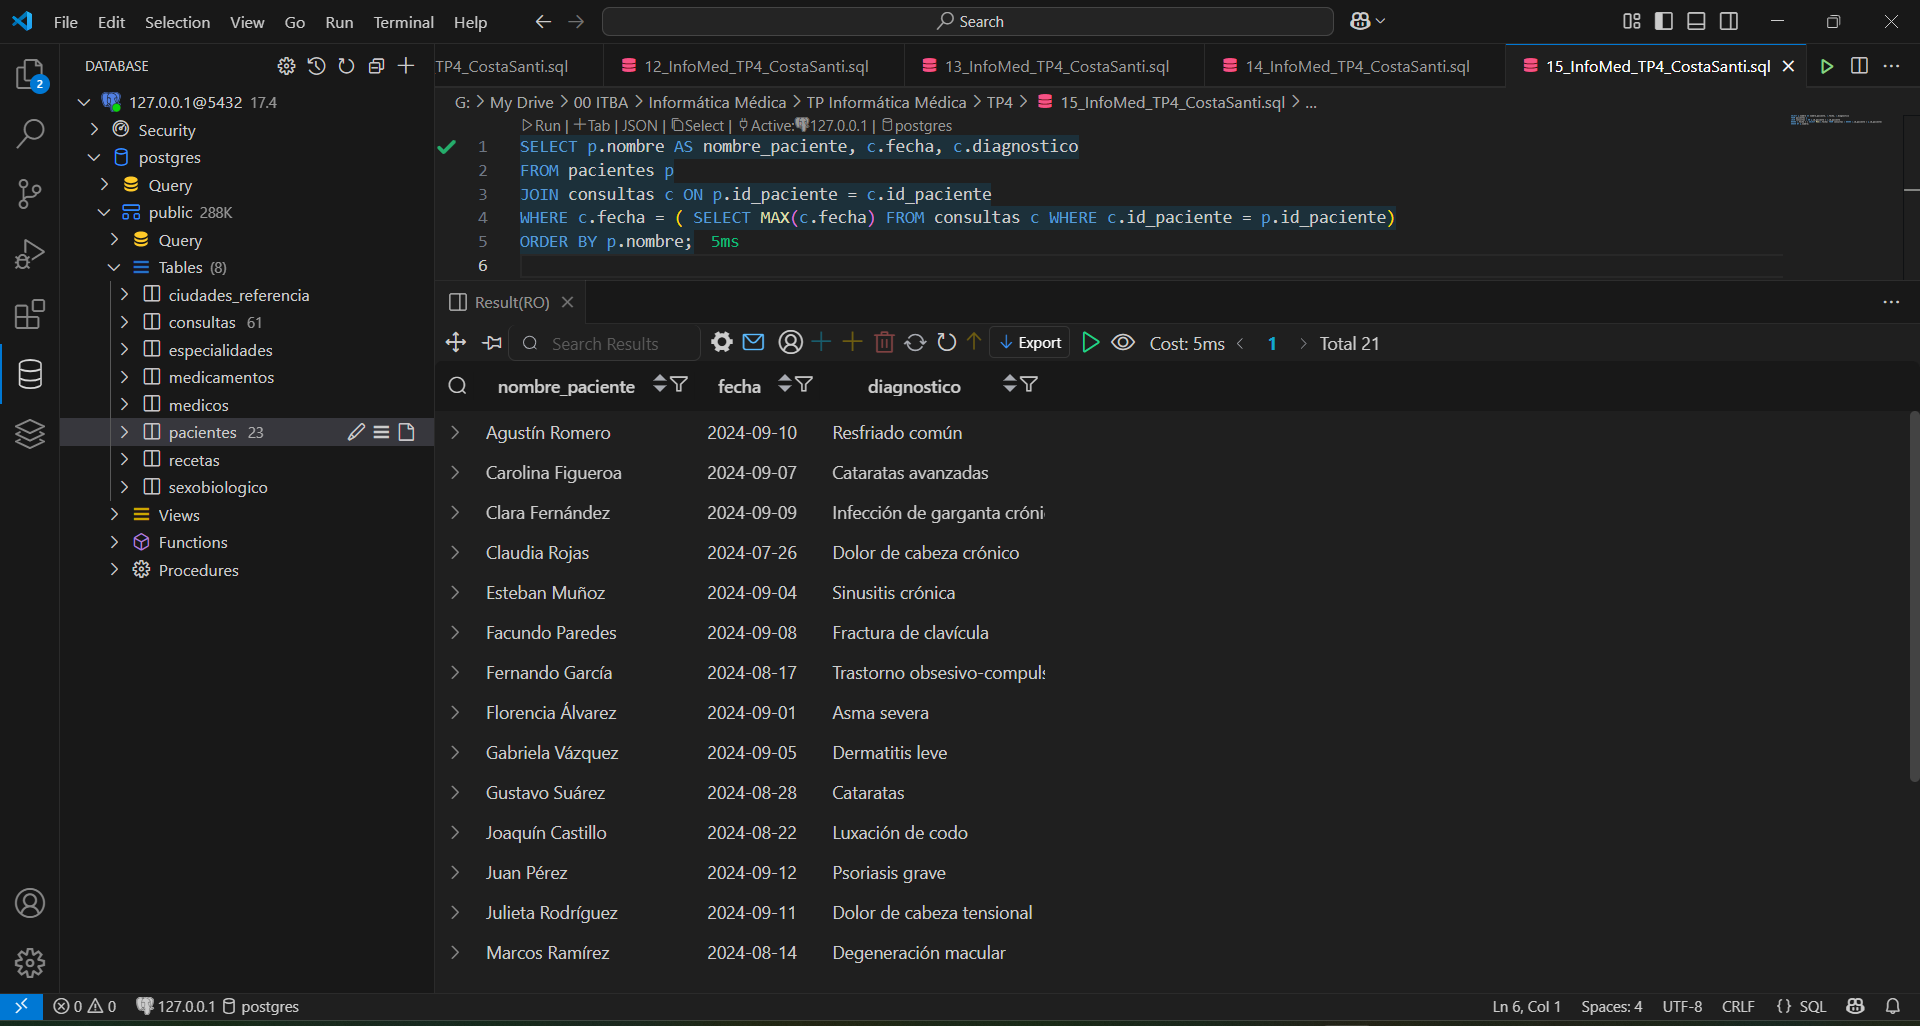 File Edit Selection View Go Run Terminal Help
Search
DATABASE
127.0.0.1@5432 17.4
Security
postgres
Query
public 288K
Query
Tables (8)
ciudades_referencia
consultas 61
especialidades
medicamentos
medicos
pacientes 23
recetas
sexobiologico
Views
Functions
Procedures
2
TP4_CostaSanti.sql
12_InfoMed_TP4_CostaSanti.sql
13_InfoMed_TP4_CostaSanti.sql
14_InfoMed_TP4_CostaSanti.sql
15_InfoMed_TP4_CostaSanti.sql
G: > My Drive > 00 ITBA > Informática Médica > TP Informática Médica > TP4 > 15_InfoMed_TP4_CostaSanti.sql > ...
Run | Tab | JSON | Select | Active: 127.0.0.1 | postgres
1 SELECT p.nombre AS nombre_paciente, c.fecha, c.diagnostico
2 FROM pacientes p
3 JOIN consultas c ON p.id_paciente = c.id_paciente
4 WHERE c.fecha = ( SELECT MAX(c.fecha) FROM consultas c WHERE c.id_paciente = p.id_paciente)
5 ORDER BY p.nombre; 5ms
6
Result(RO)
Search Results
Export
Cost: 5ms
1
Total 21
nombre_paciente fecha diagnostico
Agustín Romero 2024-09-10 Resfriado común
Carolina Figueroa 2024-09-07 Cataratas avanzadas
Clara Fernández 2024-09-09 Infección de garganta cróni
Claudia Rojas 2024-07-26 Dolor de cabeza crónico
Esteban Muñoz 2024-09-04 Sinusitis crónica
Facundo Paredes 2024-09-08 Fractura de clavícula
Fernando García 2024-08-17 Trastorno obsesivo-compuls
Florencia Álvarez 2024-09-01 Asma severa
Gabriela Vázquez 2024-09-05 Dermatitis leve
Gustavo Suárez 2024-08-28 Cataratas
Joaquín Castillo 2024-08-22 Luxación de codo
Juan Pérez 2024-09-12 Psoriasis grave
Julieta Rodríguez 2024-09-11 Dolor de cabeza tensional
Marcos Ramírez 2024-08-14 Degeneración macular
0 0 127.0.0.1 postgres
Ln 6, Col 1 Spaces: 4 UTF-8 CRLF {} SQL